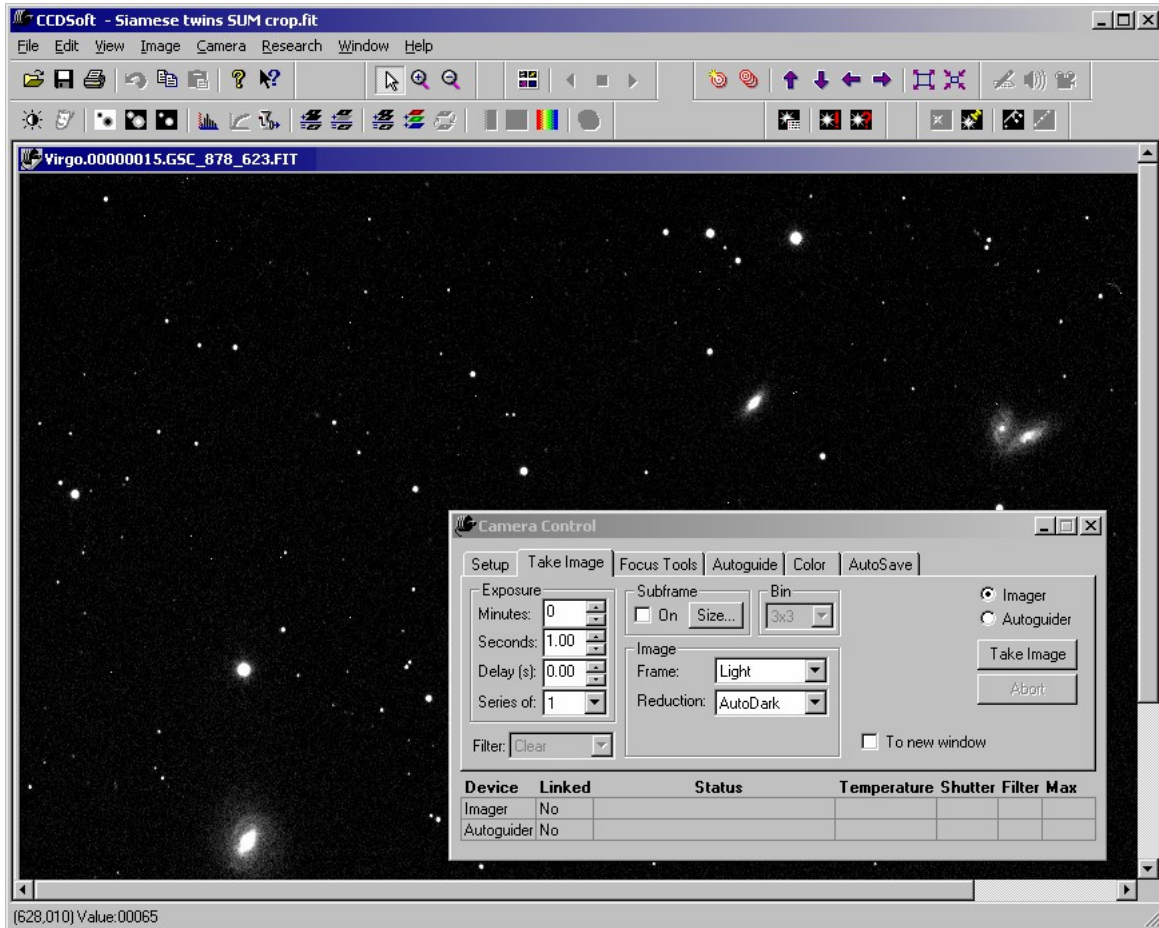 CCDSoft - Siamese twins SUM crop.fit
File Edit View Image Camera Research Window Help
Virgo.00000015.GSC_878_623.FIT
Camera Control
Setup Take Image Focus Tools Autoguide Color AutoSave
Exposure
Minutes: 0
Seconds: 1.00
Delay (s): 0.00
Series of: 1
Filter: Clear
Subframe
On Size...
Bin
3x3
Image
Frame: Light
Reduction: AutoDark
Imager
Autoguider
Take Image
Abort
To new window
Device Linked Status Temperature Shutter Filter Max
Imager No
Autoguider No
(628,010) Value:00065